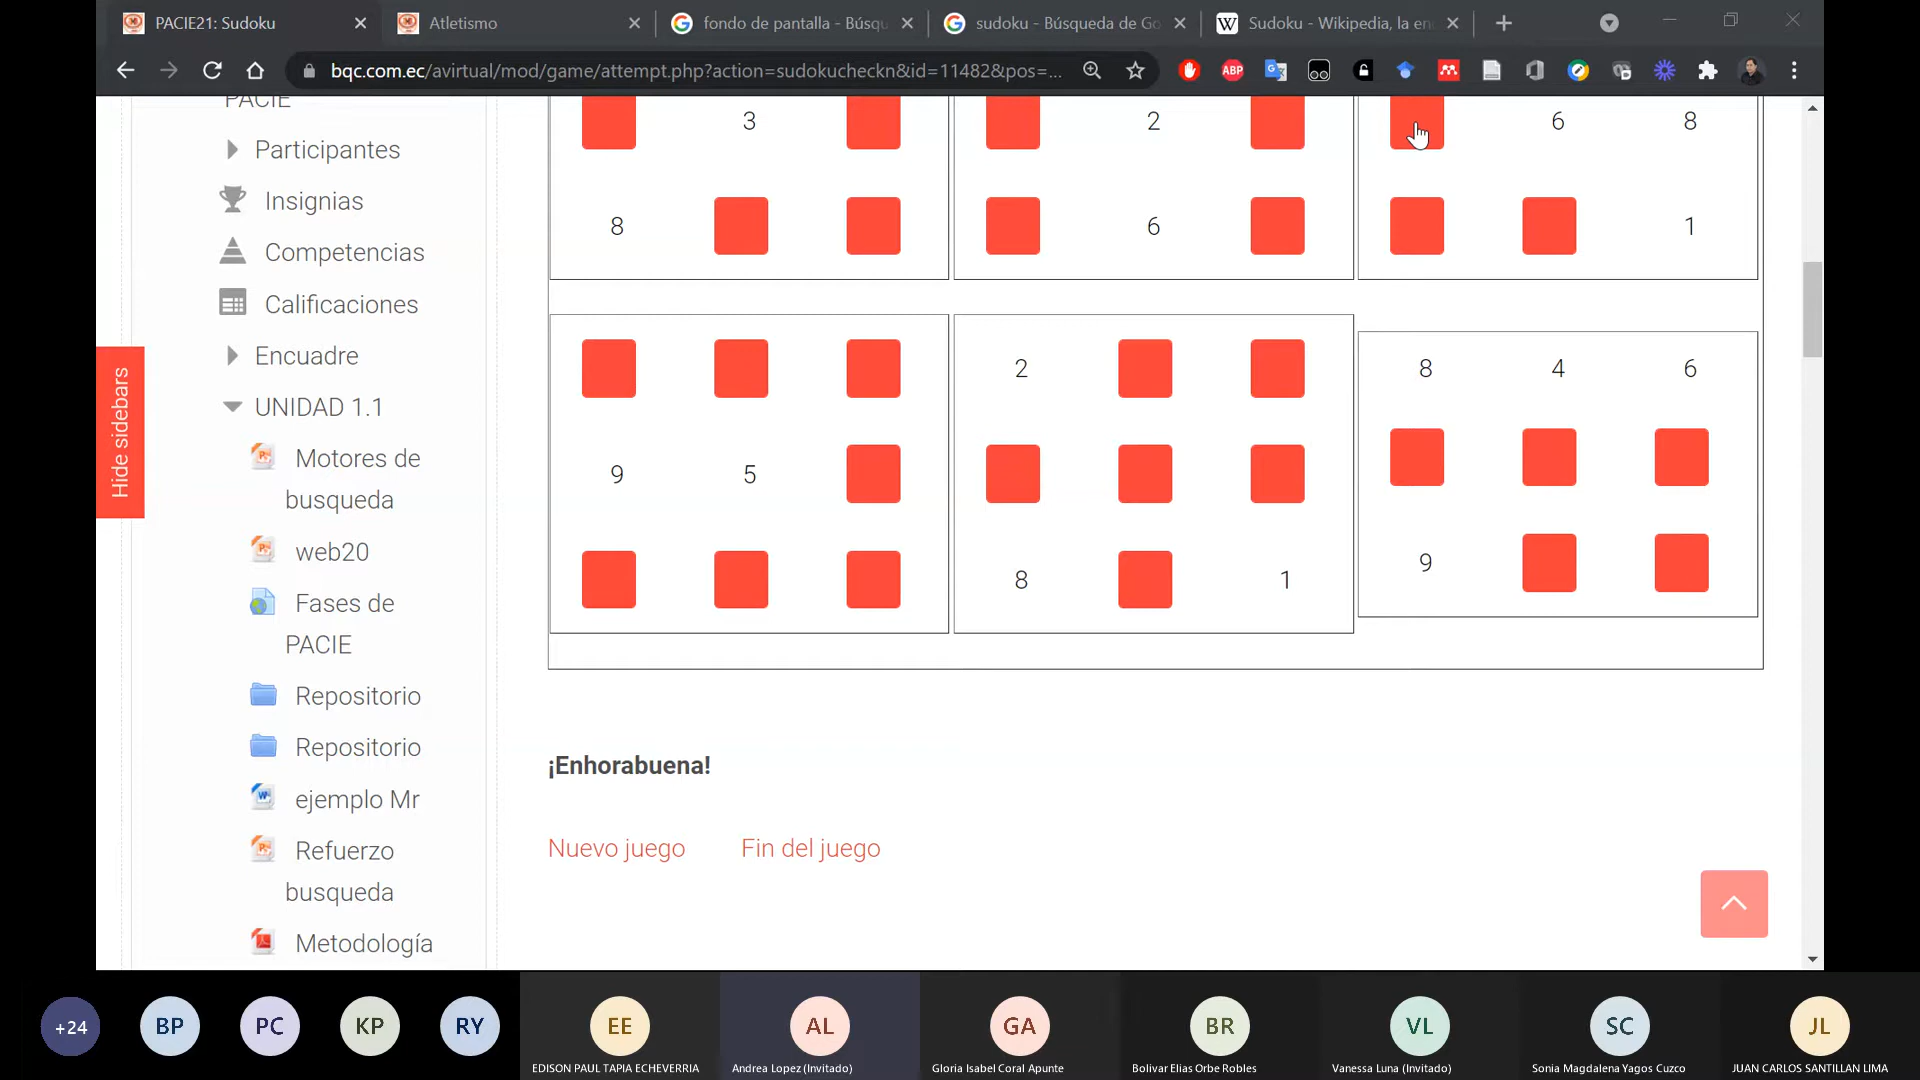 PACIE21: Sudoku
Atletismo
fondo de pantalla - Búsqu
sudoku - Búsqueda de Go
W Sudoku - Wikipedia, la en
bqc.com.ec/avirtual/mod/game/attempt.php?action=sudokucheckn&id=11482&pos=...
ABP
PACIE
Participantes
Insignias
Competencias
Calificaciones
Encuadre
UNIDAD 1.1
Motores de
busqueda
web20
Fases de
PACIE
Repositorio
Repositorio
ejemplo Mr
Refuerzo
busqueda
Metodología
Hide sidebars
3 2 6 8
8 6 1
2 8 4 6
9 5
8 1 9
¡Enhorabuena!
Nuevo juego Fin del juego
+24 BP PC KP RY EE AL GA BR VL SC JL
EDISON PAUL TAPIA ECHEVERRIA
Andrea Lopez (Invitado)
Gloria Isabel Coral Apunte
Bolivar Elias Orbe Robles
Vanessa Luna (Invitado)
Sonia Magdalena Yagos Cuzco
JUAN CARLOS SANTILLAN LIMA